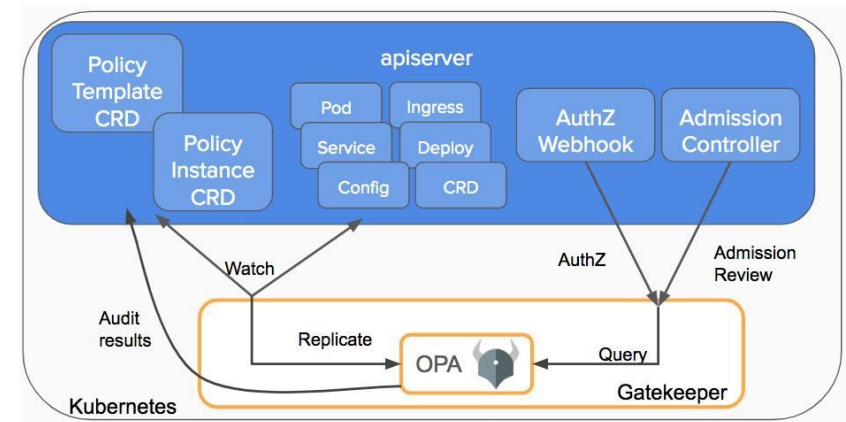 apiserver
Policy
Template
CRD
Policy
Instance
CRD
Pod
Ingress
Service
Deploy
Config
CRD
AuthZ
Webhook
Admission
Controller
Watch
AuthZ
Admission
Review
Audit
results
Replicate
OPA
Query
Gatekeeper
Kubernetes